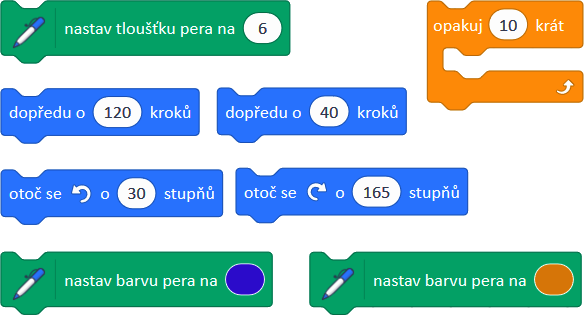 nastav tloušťku pera na 6
opakuj 10 krát
dopředu o 120 kroků
dopředu o 40 kroků
otoč se o 30 stupňů
otoč se o 165 stupňů
nastav barvu pera na
nastav barvu pera na